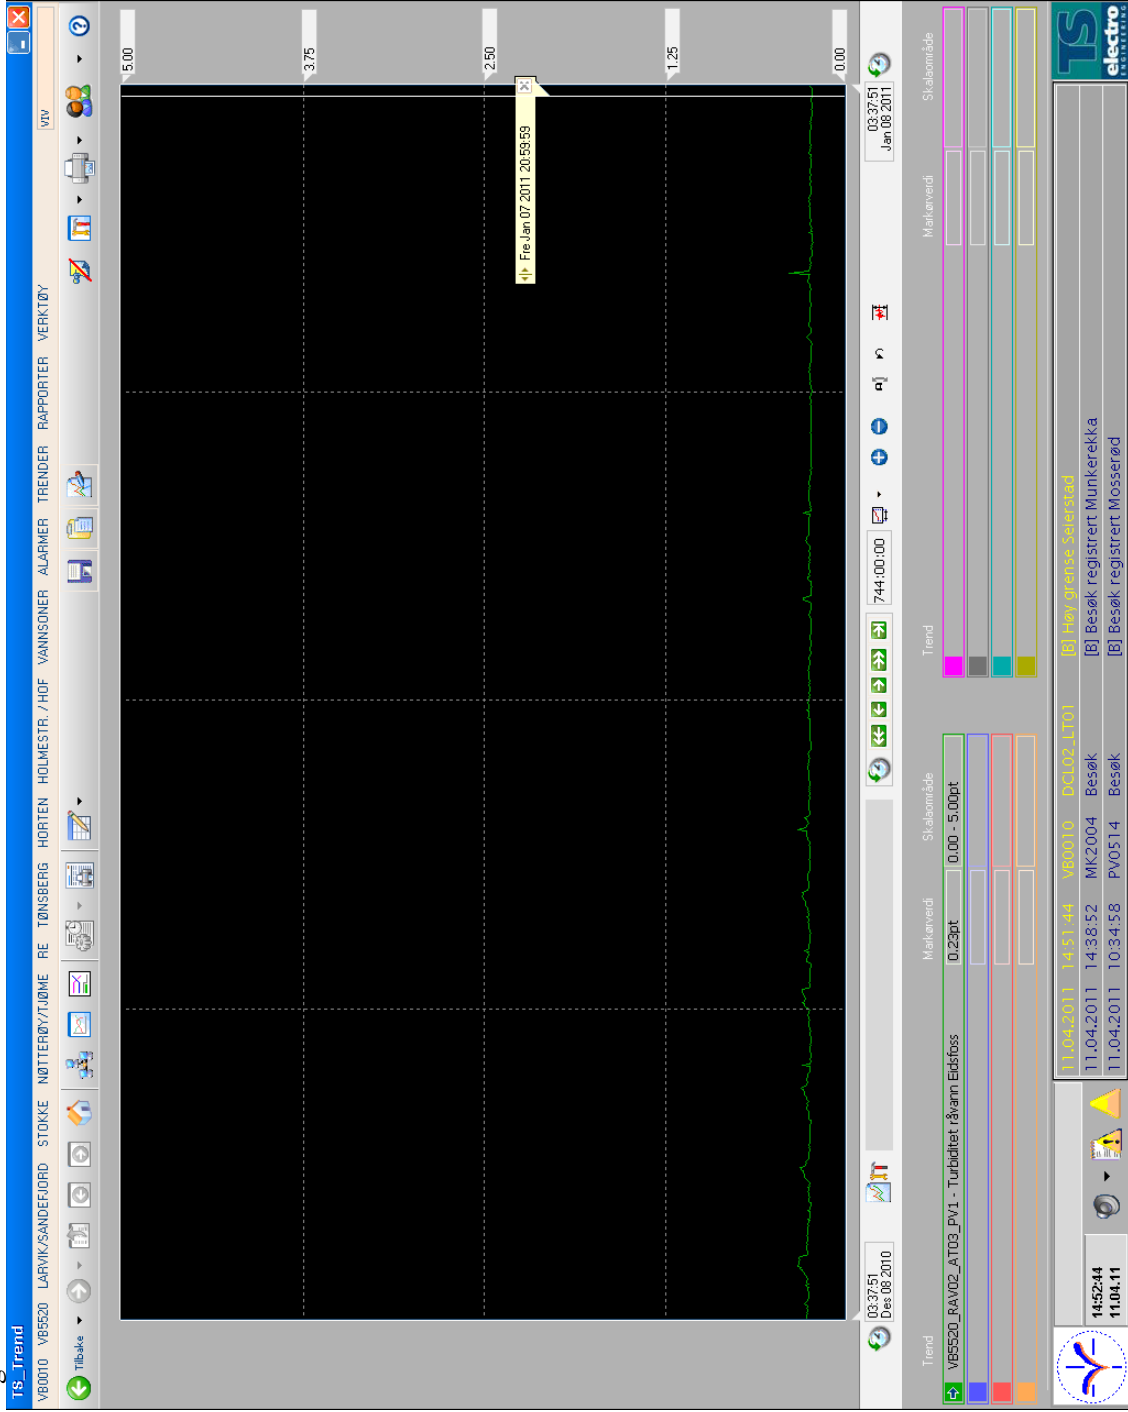 TS_Trend
VB0010 VB5520 LARVIK/SANDEFJORD STOKKE NØTTERØY/TJØME RE TØNSBERG HORTEN HOLMESTR. / HOF VANNSONER ALARMER TRENDER RAPPORTER VERKTØY VIV
Tilbake
5.00
3.75
2.50
1.25
0.00
Fre Jan 07 2011 20:59:59
03:37:51
Des 08 2010
744:00:00
03:37:51
Jan 08 2011
Trend Markørverdi Skalaområde Trend Markørverdi Skalaområde
VB5520_RAV02_AT03_PV1 - Turbiditet råvann Eidsfoss 0.23pt 0.00 - 5.00pt
14:52:44
11.04.11
11.04.2011 14:51:44 VB0010 DCL02_LT01 [B] Høy grense Seierstad
11.04.2011 14:38:52 MK2004 Besøk [B] Besøk registrert Munkerekka
11.04.2011 10:34:58 PV0514 Besøk [B] Besøk registrert Mosserød
TS
electro
ENGINEERING